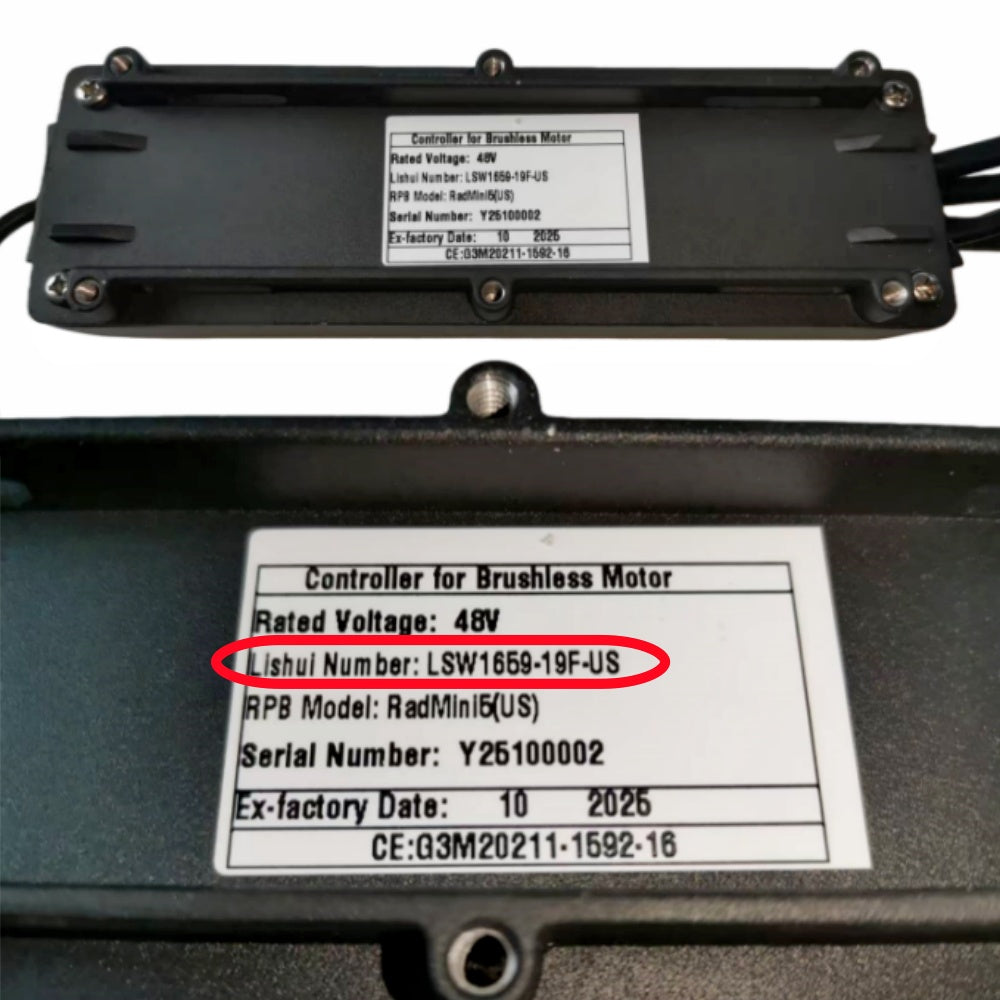 Controller for Brushless Motor
Rated Voltage: 48V
Lishui Number: LSW1659-19F-US
RPB Model: RadMini5(US)
Serial Number: Y25100002
Ex-factory Date: 10 2025
CE:G3M20211-1592-16
Controller for Brushless Motor
Rated Voltage: 48V
Lishui Number: LSW1659-19F-US
RPB Model: RadMini5(US)
Serial Number: Y25100002
Ex-factory Date: 10 2025
CE:G3M20211-1592-16